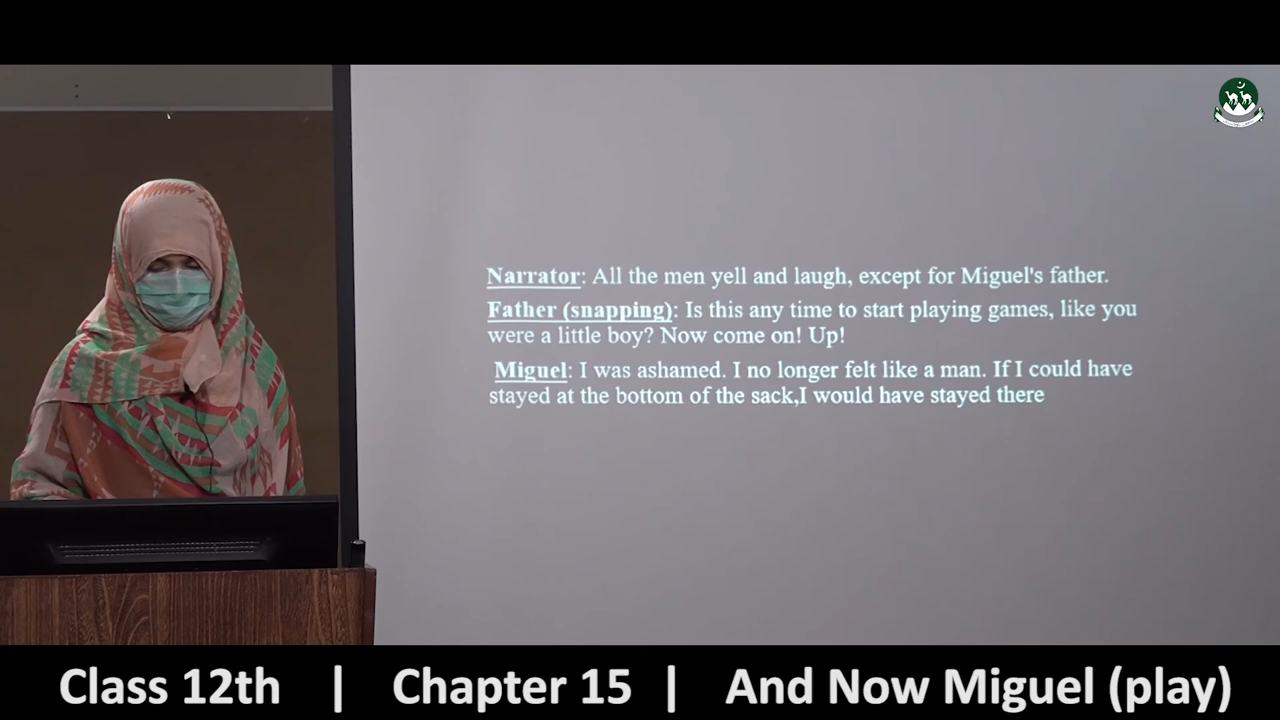 Narrator: All the men yell and laugh, except for Miguel's father.
Father (snapping): Is this any time to start playing games, like you
were a little boy? Now come on! Up!
Miguel: I was ashamed. I no longer felt like a man. If I could have
stayed at the bottom of the sack,I would have stayed there
Class 12th | Chapter 15 | And Now Miguel (play)